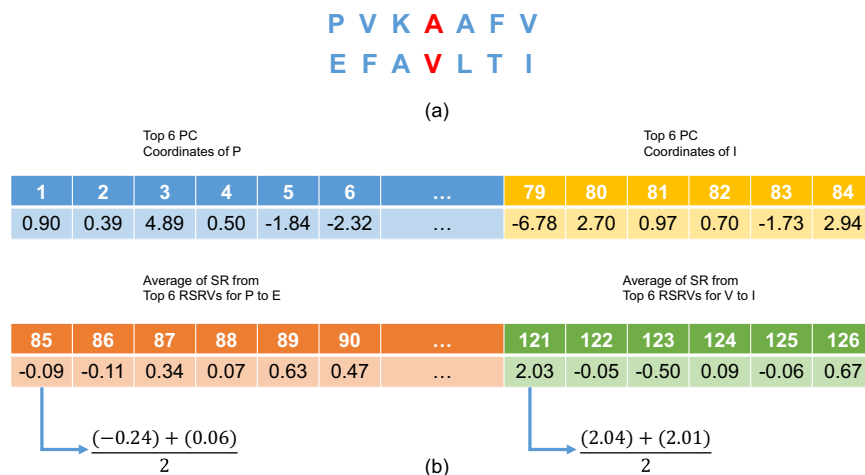 P V K A A F V
E F A V L T I
(a)
Top 6 PC
Coordinates of P
Top 6 PC
Coordinates of I
1 2 3 4 5 6 ... 79 80 81 82 83 84
0.90 0.39 4.89 0.50 -1.84 -2.32 ... -6.78 2.70 0.97 0.70 -1.73 2.94
Average of SR from
Top 6 RSRVs for P to E
Average of SR from
Top 6 RSRVs for V to I
85 86 87 88 89 90 ... 121 122 123 124 125 126
-0.09 -0.11 0.34 0.07 0.63 0.47 ... 2.03 -0.05 -0.50 0.09 -0.06 0.67
(−0.24) + (0.06)
2
(2.04) + (2.01)
2
(b)